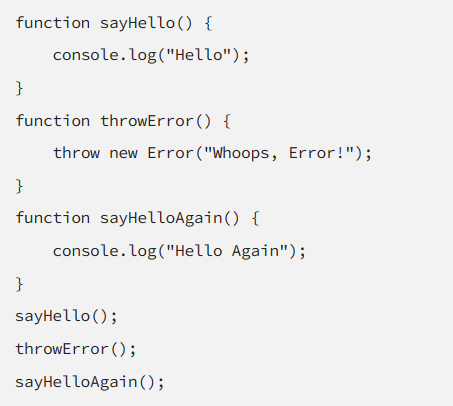 function sayHello() {
    console.log("Hello");
}
function throwError() {
    throw new Error("Whoops, Error!");
}
function sayHelloAgain() {
    console.log("Hello Again");
}
sayHello();
throwError();
sayHelloAgain();